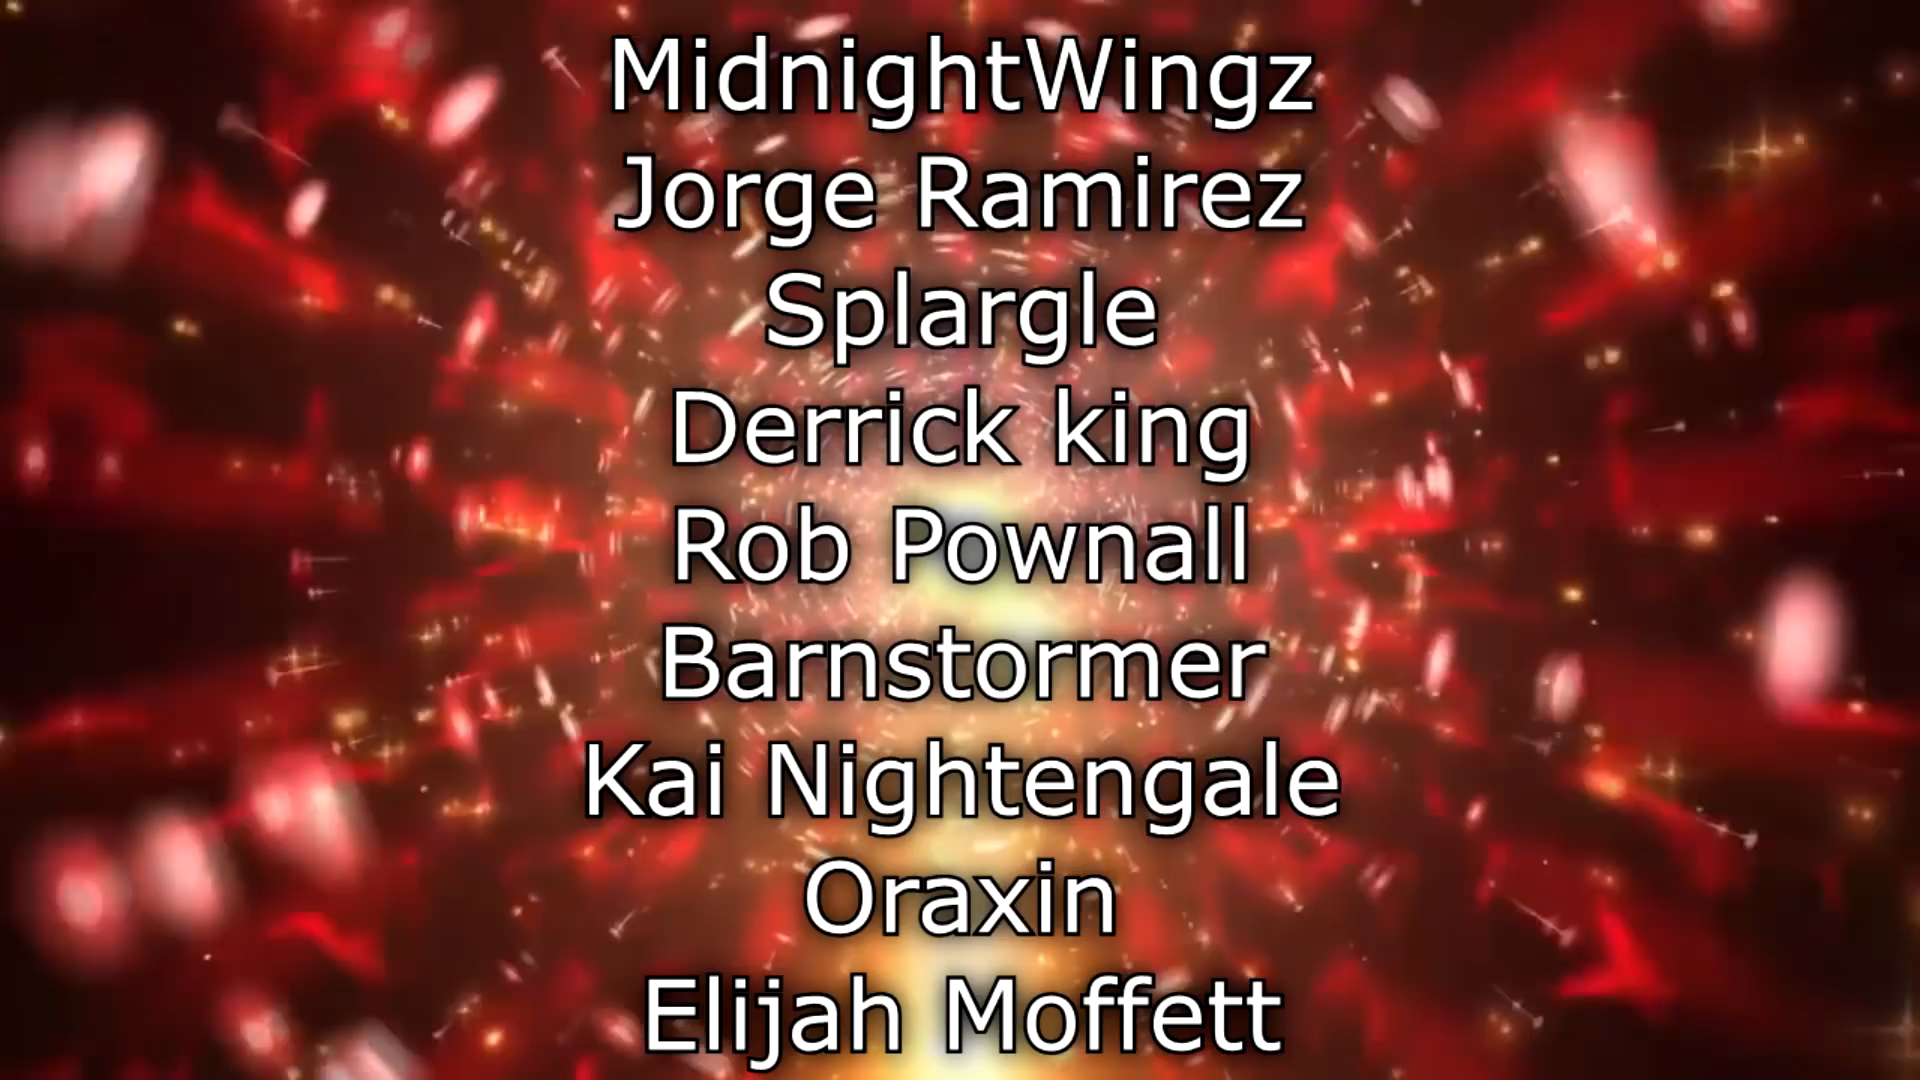 MidnightWingz
Jorge Ramirez
Splargle
Derrick king
Rob Pownall
Barnstormer
Kai Nightengale
Oraxin
Elijah Moffett